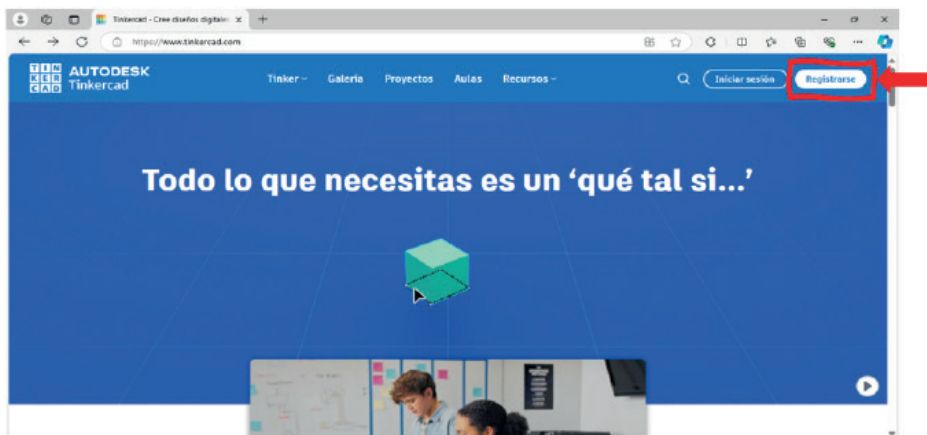 Tinkercad - Cree diseños digitales
https://www.tinkercad.com
TIN KER CAD
AUTODESK
Tinkercad
Tinker Galería Proyectos Aulas Recursos
Iniciar sesión Registrarse
Todo lo que necesitas es un ‘qué tal si...’